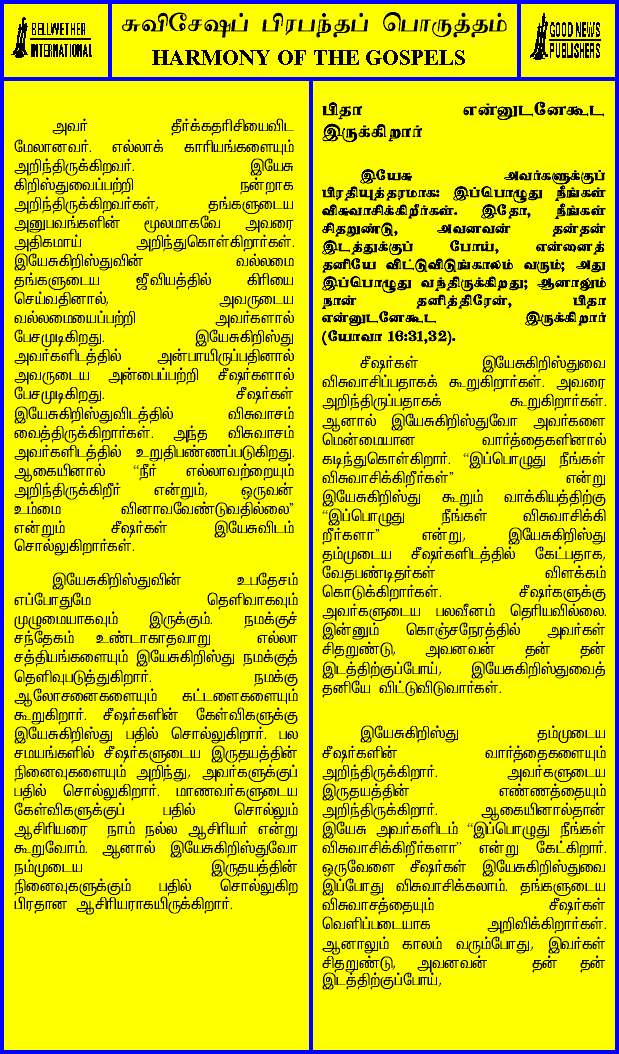 BELLWETHER
INTERNATIONAL
சுவிசேஷப் பிரபந்தப் பொருத்தம்
HARMONY OF THE GOSPELS
GOOD NEWS
PUBLISHERS
அவர் தீர்க்கதரிசியைவிட
மேலானவர். எல்லாக் காரியங்களையும்
அறிந்திருக்கிறவர். இயேசு
கிறிஸ்துவைப்பற்றி நன்றாக
அறிந்திருக்கிறவர்கள், தங்களுடைய
அனுபவங்களின் மூலமாகவே அவரை
அதிகமாய் அறிந்துகொள்கிறார்கள்.
இயேசுகிறிஸ்துவின் வல்லமை
தங்களுடைய ஜீவியத்தில் கிரியை
செய்வதினால், அவருடைய
வல்லமையைப்பற்றி அவர்களால்
பேசமுடிகிறது. இயேசுகிறிஸ்து
அவர்களிடத்தில் அன்பாயிருப்பதினால்
அவருடைய அன்பைப்பற்றி சீஷர்களால்
பேசமுடிகிறது. சீஷர்கள்
இயேசுகிறிஸ்துவிடத்தில் விசுவாசம்
வைத்திருக்கிறார்கள். அந்த விசுவாசம்
அவர்களிடத்தில் உறுதிபண்ணப்படுகிறது.
ஆகையினால் “நீர் எல்லாவற்றையும்
அறிந்திருக்கிறீர் என்றும், ஒருவன்
உம்மை வினாவவேண்டுவதில்லை”
என்றும் சீஷர்கள் இயேசுவிடம்
சொல்லுகிறார்கள்.
இயேசுகிறிஸ்துவின் உபதேசம்
எப்போதுமே தெளிவாகவும்
முழுமையாகவும் இருக்கும். நமக்குச்
சந்தேகம் உண்டாகாதவாறு எல்லா
சத்தியங்களையும் இயேசுகிறிஸ்து நமக்குத்
தெளிவுபடுத்துகிறார். நமக்கு
ஆலோசனைகளையும் கட்டளைகளையும்
கூறுகிறார். சீஷர்களின் கேள்விகளுக்கு
இயேசுகிறிஸ்து பதில் சொல்லுகிறார். பல
சமயங்களில் சீஷர்களுடைய இருதயத்தின்
நினைவுகளையும் அறிந்து, அவர்களுக்குப்
பதில் சொல்லுகிறார். மாணவர்களுடைய
கேள்விகளுக்குப் பதில் சொல்லும்
ஆசிரியரை நாம் நல்ல ஆசிரியர் என்று
கூறுவோம். ஆனால் இயேசுகிறிஸ்துவோ
நம்முடைய இருதயத்தின்
நினைவுகளுக்கும் பதில் சொல்லுகிற
பிரதான ஆசிரியராகயிருக்கிறார்.
பிதா என்னுடனேகூட
இருக்கிறார்
இயேசு அவர்களுக்குப்
பிரதியுத்தரமாக: இப்பொழுது நீங்கள்
விசுவாசிக்கிறீர்கள். இதோ, நீங்கள்
சிதறுண்டு, அவனவன் தன்தன்
இடத்துக்குப் போய், என்னைத்
தனியே விட்டுவிடுங்காலம் வரும்; அது
இப்பொழுது வந்திருக்கிறது; ஆனாலும்
நான் தனித்திரேன், பிதா
என்னுடனேகூட இருக்கிறார்
(யோவா 16:31,32).
சீஷர்கள் இயேசுகிறிஸ்துவை
விசுவாசிப்பதாகக் கூறுகிறார்கள். அவரை
அறிந்திருப்பதாகக் கூறுகிறார்கள்.
ஆனால் இயேசுகிறிஸ்துவோ அவர்களை
மென்மையான வார்த்தைகளினால்
கடிந்துகொள்கிறார். “இப்பொழுது நீங்கள்
விசுவாசிக்கிறீர்கள்” என்று
இயேசுகிறிஸ்து கூறும் வாக்கியத்திற்கு
“இப்பொழுது நீங்கள் விசுவாசிக்கி
றீர்களா” என்று, இயேசுகிறிஸ்து
தம்முடைய சீஷர்களிடத்தில் கேட்பதாக,
வேதபண்டிதர்கள் விளக்கம்
கொடுக்கிறார்கள். சீஷர்களுக்கு
அவர்களுடைய பலவீனம் தெரியவில்லை.
இன்னும் கொஞ்சநேரத்தில் அவர்கள்
சிதறுண்டு, அவனவன் தன் தன்
இடத்திற்குப்போய், இயேசுகிறிஸ்துவைத்
தனியே விட்டுவிடுவார்கள்.
இயேசுகிறிஸ்து தம்முடைய
சீஷர்களின் வார்த்தைகளையும்
அறிந்திருக்கிறார். அவர்களுடைய
இருதயத்தின் எண்ணத்தையும்
அறிந்திருக்கிறார். ஆகையினால்தான்
இயேசு அவர்களிடம் “இப்பொழுது நீங்கள்
விசுவாசிக்கிறீர்களா” என்று கேட்கிறார்.
ஒருவேளை சீஷர்கள் இயேசுகிறிஸ்துவை
இப்போது விசுவாசிக்கலாம். தங்களுடைய
விசுவாசத்தையும் சீஷர்கள்
வெளிப்படையாக அறிவிக்கிறார்கள்.
ஆனாலும் காலம் வரும்போது, இவர்கள்
சிதறுண்டு, அவனவன் தன் தன்
இடத்திற்குப்போய்,